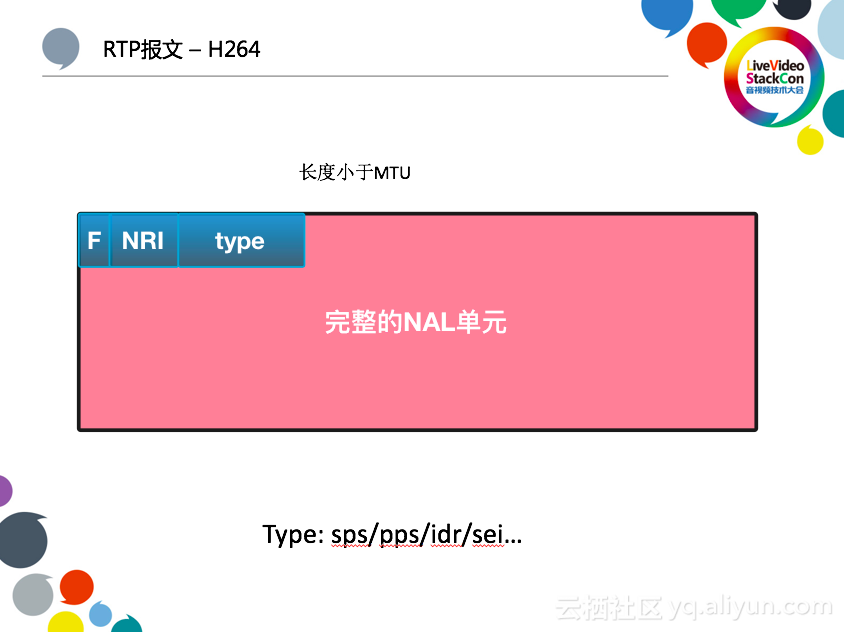 RTP报文 – H264
LiveVideo
StackCon
音视频技术大会
长度小于MTU
F NRI type
完整的NAL单元
Type: sps/pps/idr/sei...
云栖社区 yq.aliyun.com